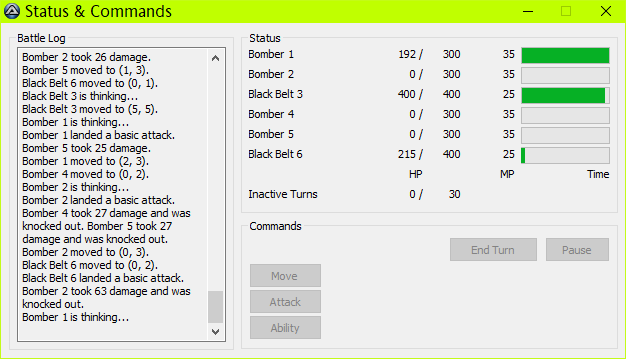 Status & Commands
Battle Log
Bomber 2 took 26 damage.
Bomber 5 moved to (1, 3).
Black Belt 6 moved to (0, 1).
Black Belt 3 is thinking...
Black Belt 3 moved to (5, 5).
Bomber 1 is thinking...
Bomber 1 landed a basic attack.
Bomber 5 took 25 damage.
Bomber 1 moved to (2, 3).
Bomber 4 moved to (0, 2).
Bomber 2 is thinking...
Bomber 2 landed a basic attack.
Bomber 4 took 27 damage and was
knocked out. Bomber 5 took 27
damage and was knocked out.
Bomber 2 moved to (0, 3).
Black Belt 6 moved to (0, 2).
Black Belt 6 landed a basic attack.
Bomber 2 took 63 damage and was
knocked out.
Bomber 1 is thinking...
Status
Bomber 1 192 / 300 35
Bomber 2 0 / 300 35
Black Belt 3 400 / 400 25
Bomber 4 0 / 300 35
Bomber 5 0 / 300 35
Black Belt 6 215 / 400 25
HP MP Time
Inactive Turns 0 / 30
Commands
End Turn Pause
Move
Attack
Ability